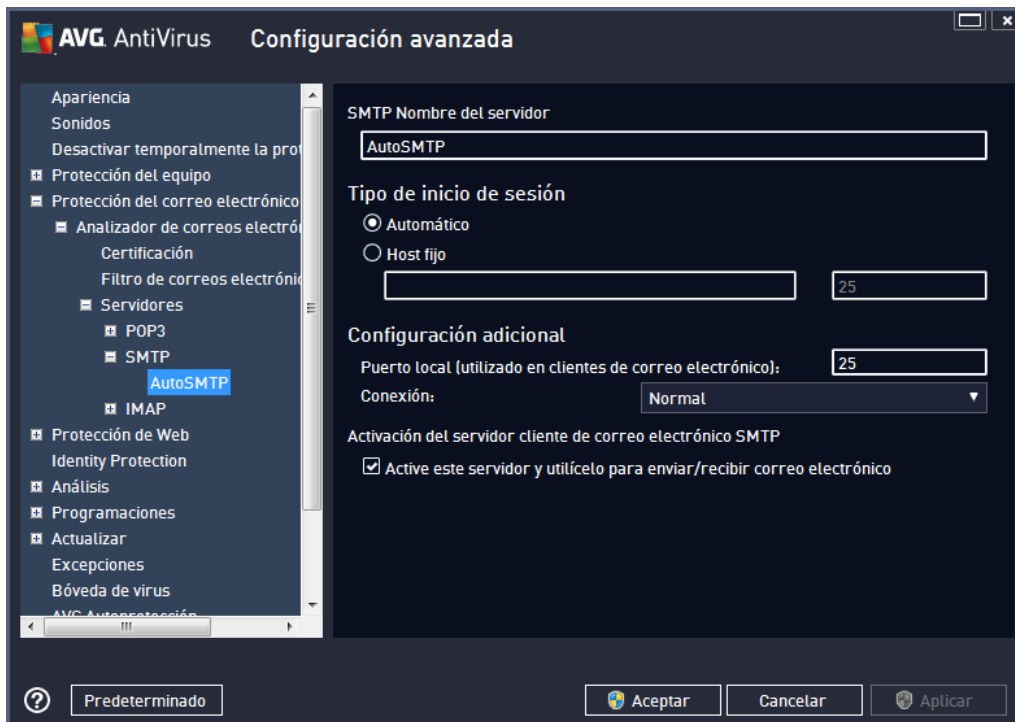 AVG. AntiVirus Configuración avanzada
Apariencia
Sonidos
Desactivar temporalmente la prot
Protección del equipo
Protección del correo electrónico
Analizador de correos electró
Certificación
Filtro de correos electrónic
Servidores
POP3
SMTP
AutoSMTP
IMAP
Protección de Web
Identity Protection
Análisis
Programaciones
Actualizar
Excepciones
Bóveda de virus
AVG Autoprotección
SMTP Nombre del servidor
AutoSMTP
Tipo de inicio de sesión
Automático
Host fijo
25
Configuración adicional
Puerto local (utilizado en clientes de correo electrónico): 25
Conexión: Normal
Activación del servidor cliente de correo electrónico SMTP
Active este servidor y utilícelo para enviar/recibir correo electrónico
? Predeterminado Aceptar Cancelar Aplicar